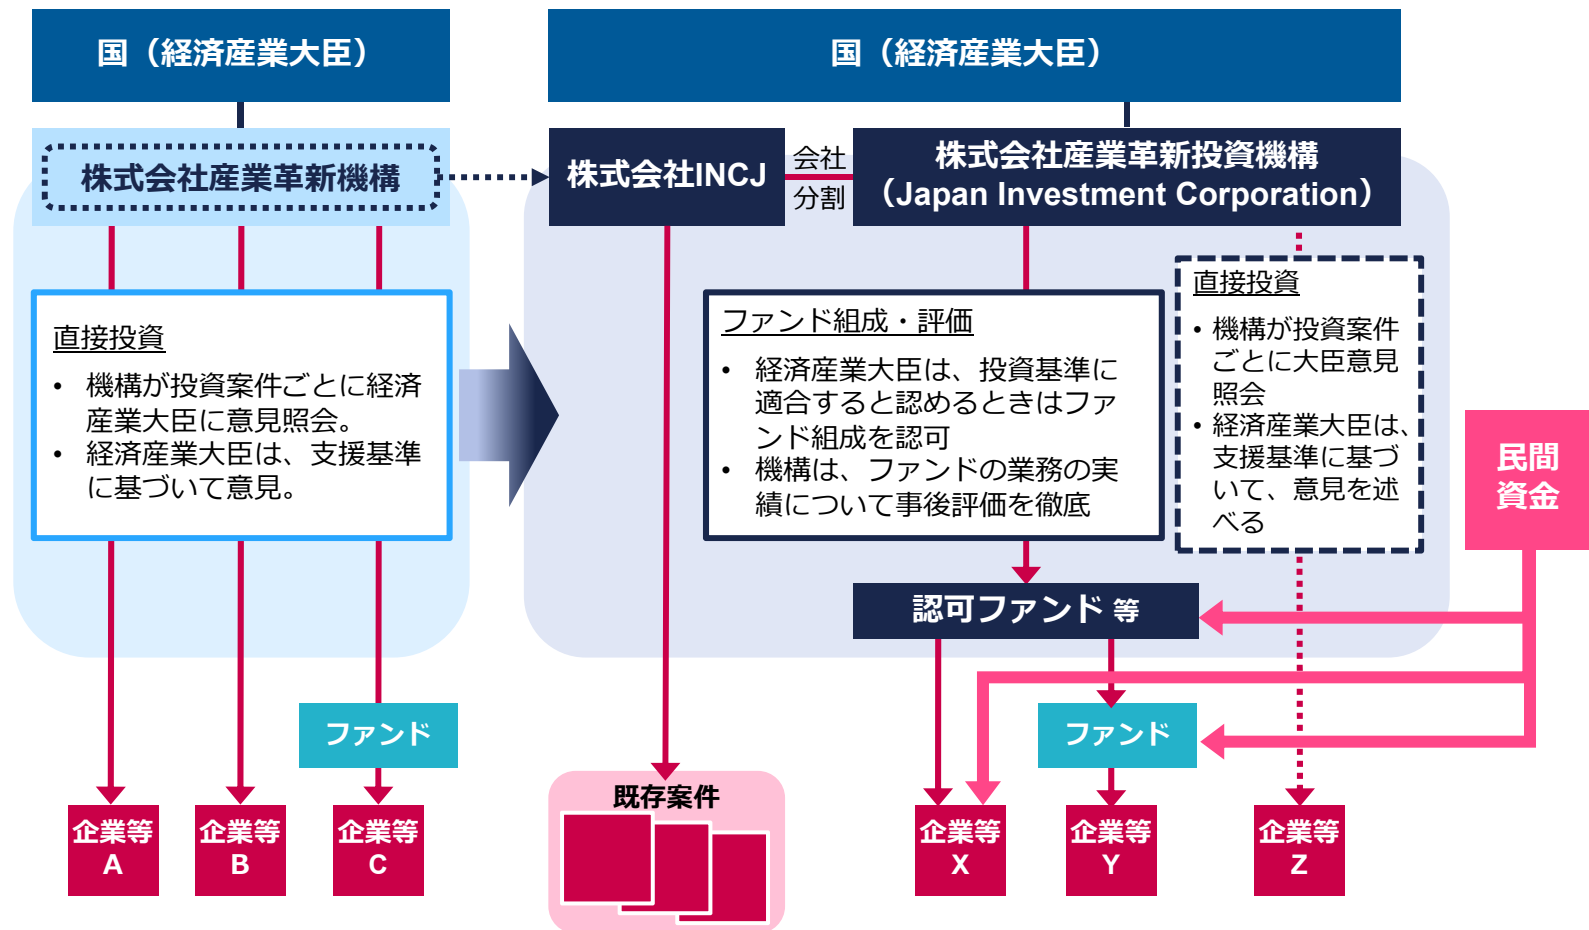 国（経済産業大臣）
株式会社産業革新機構
直接投資
• 機構が投資案件ごとに経済
産業大臣に意見照会。
• 経済産業大臣は、支援基準
に基づいて意見。
ファンド
企業等
A
企業等
B
企業等
C
国（経済産業大臣）
株式会社INCJ
会社
分割
株式会社産業革新投資機構
（Japan Investment Corporation）
ファンド組成・評価
• 経済産業大臣は、投資基準に
適合すると認めるときはファ
ンド組成を認可
• 機構は、ファンドの業務の実
績について事後評価を徹底
直接投資
• 機構が投資案件
ごとに大臣意見
照会
• 経済産業大臣は、
支援基準に基づ
いて、意見を述
べる
民間
資金
認可ファンド 等
ファンド
既存案件
企業等
X
企業等
Y
企業等
Z